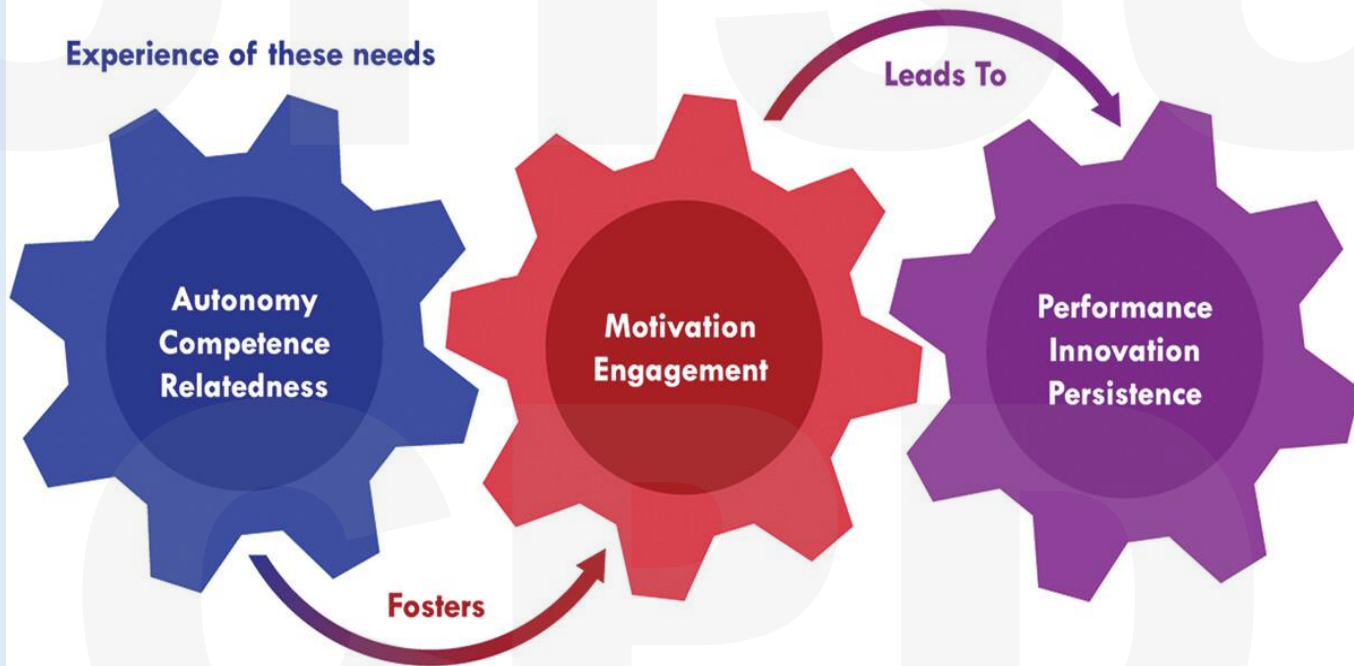 Experience of these needs
Leads To
Autonomy
Competence
Relatedness
Motivation
Engagement
Performance
Innovation
Persistence
Fosters